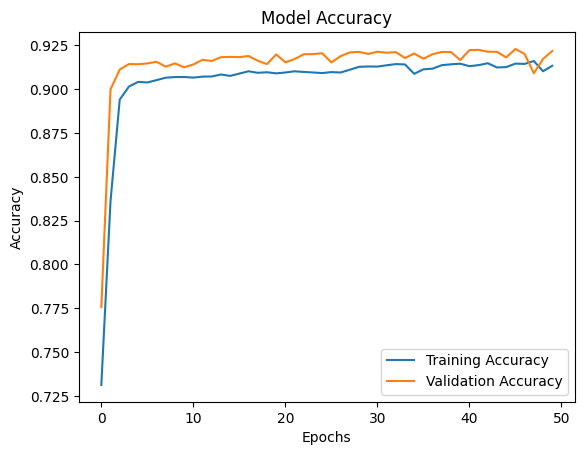 Model Accuracy
0.925
0.900
0.875
0.850
0.825
0.800
0.775
0.750
0.725
Accuracy
0 10 20 30 40 50
Epochs
Training Accuracy
Validation Accuracy